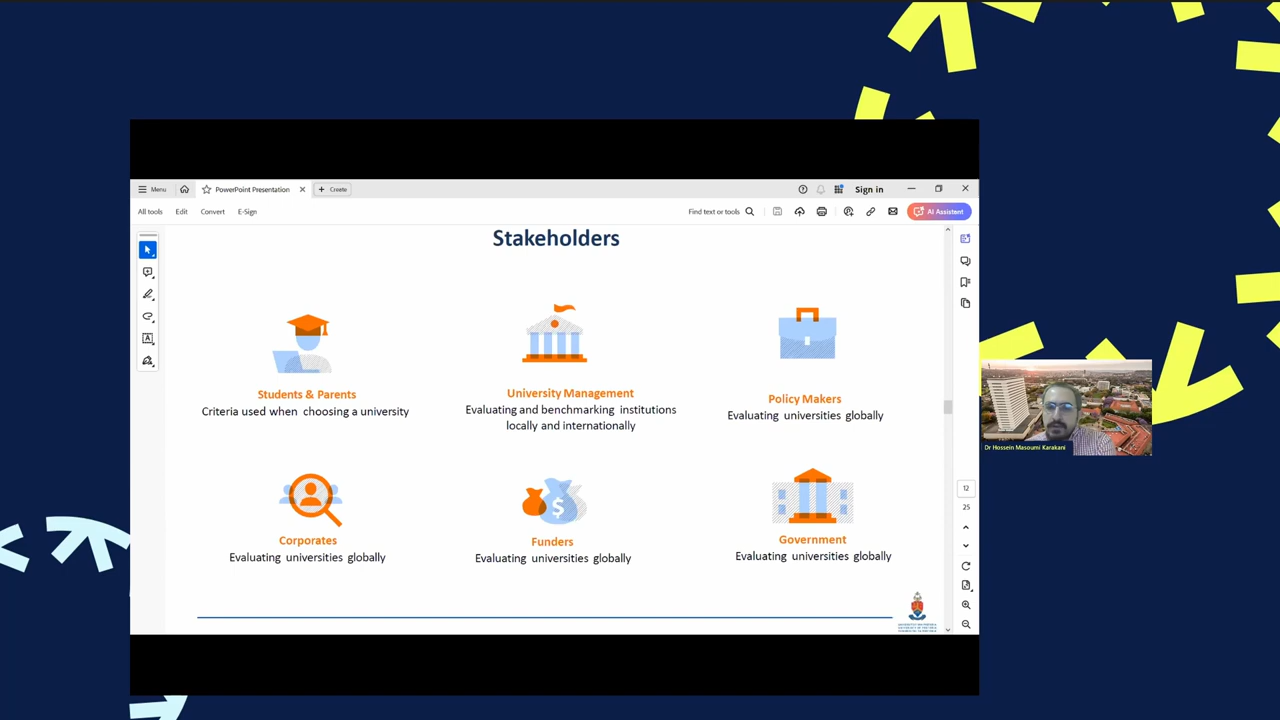 Menu
PowerPoint Presentation
Create
Sign in
All tools
Edit
Convert
E-Sign
Find text or tools
AI Assistant
Stakeholders
Students & Parents
Criteria used when choosing a university
University Management
Evaluating and benchmarking institutions
locally and internationally
Policy Makers
Evaluating universities globally
Corporates
Evaluating universities globally
Funders
Evaluating universities globally
Government
Evaluating universities globally
12
25
Dr Hossein Masoumi Karakani